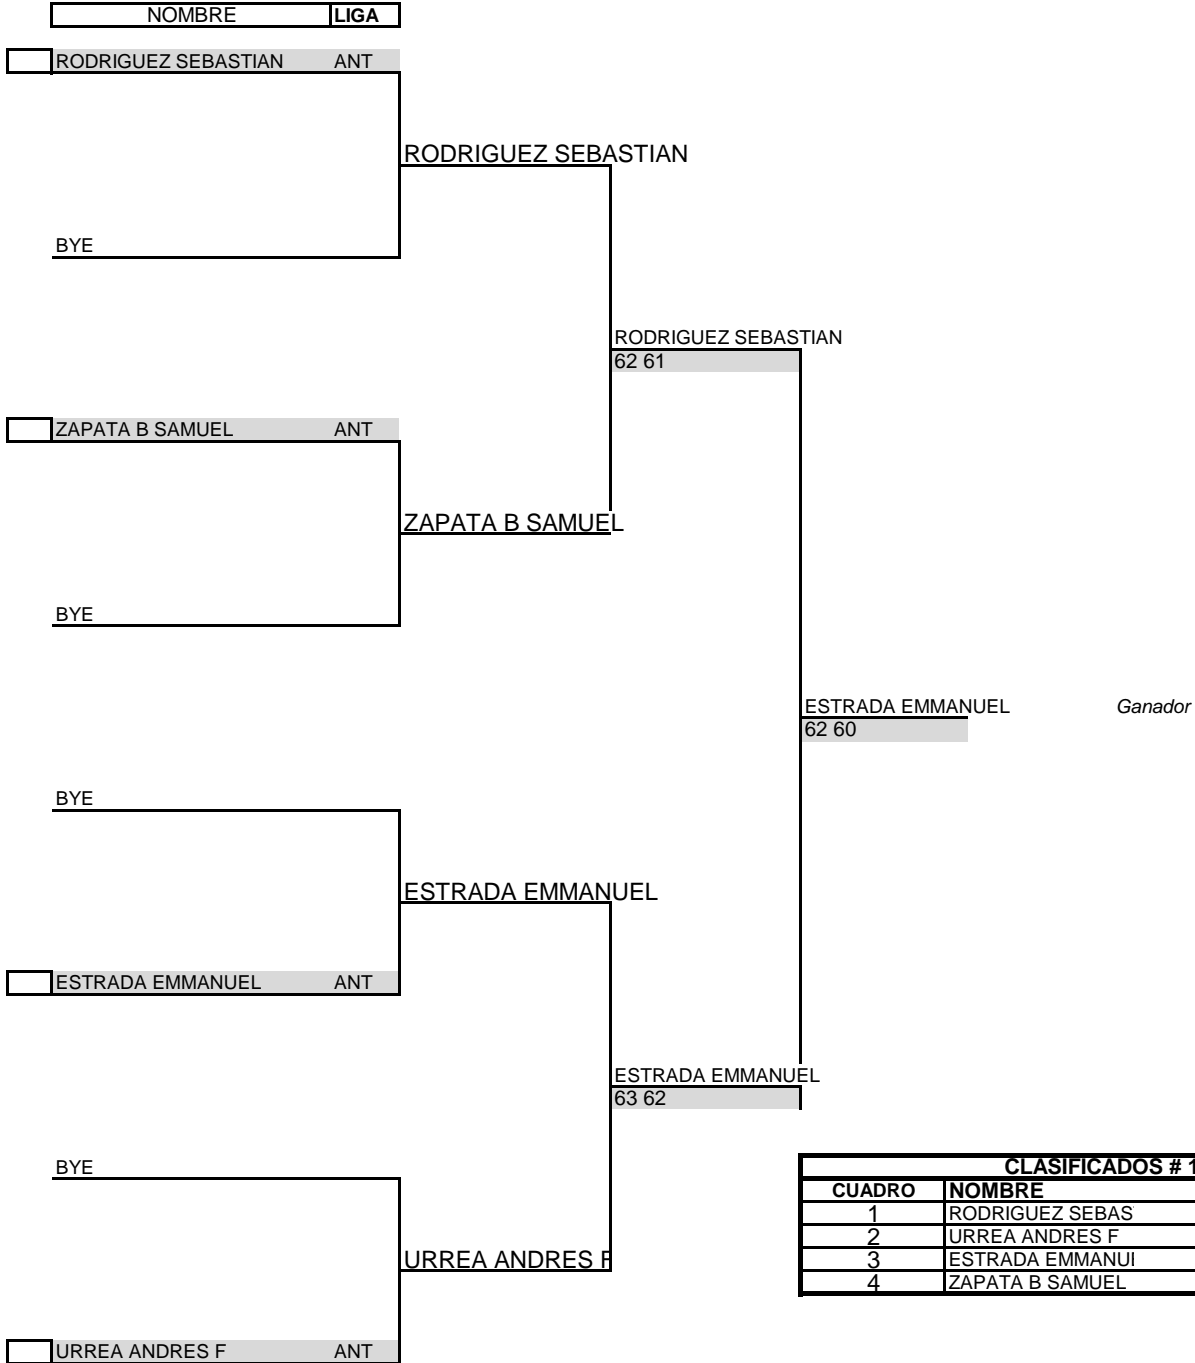 NOMBRE LIGA
RODRIGUEZ SEBASTIAN ANT
RODRIGUEZ SEBASTIAN
BYE
RODRIGUEZ SEBASTIAN
62 61
ZAPATA B SAMUEL ANT
ZAPATA B SAMUEL
BYE
ESTRADA EMMANUEL Ganador
62 60
BYE
ESTRADA EMMANUEL
ESTRADA EMMANUEL ANT
ESTRADA EMMANUEL
63 62
BYE
CLASIFICADOS # 1
CUADRO NOMBRE
1 RODRIGUEZ SEBAS
2 URREA ANDRES F
3 ESTRADA EMMANUI
4 ZAPATA B SAMUEL
URREA ANDRES F
URREA ANDRES F ANT